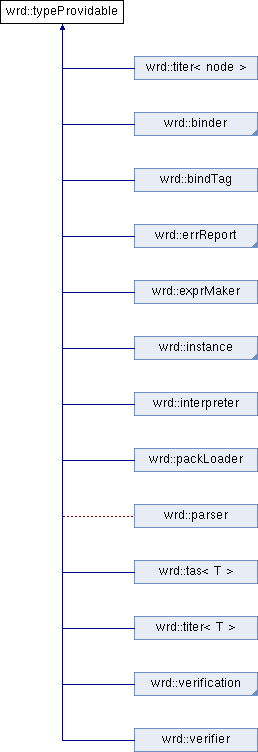 wrd::typeProvidable
wrd::titer< node >
wrd::binder
wrd::bindTag
wrd::errReport
wrd::exprMaker
wrd::instance
wrd::interpreter
wrd::packLoader
wrd::parser
wrd::tas< T >
wrd::titer< T >
wrd::verification
wrd::verifier